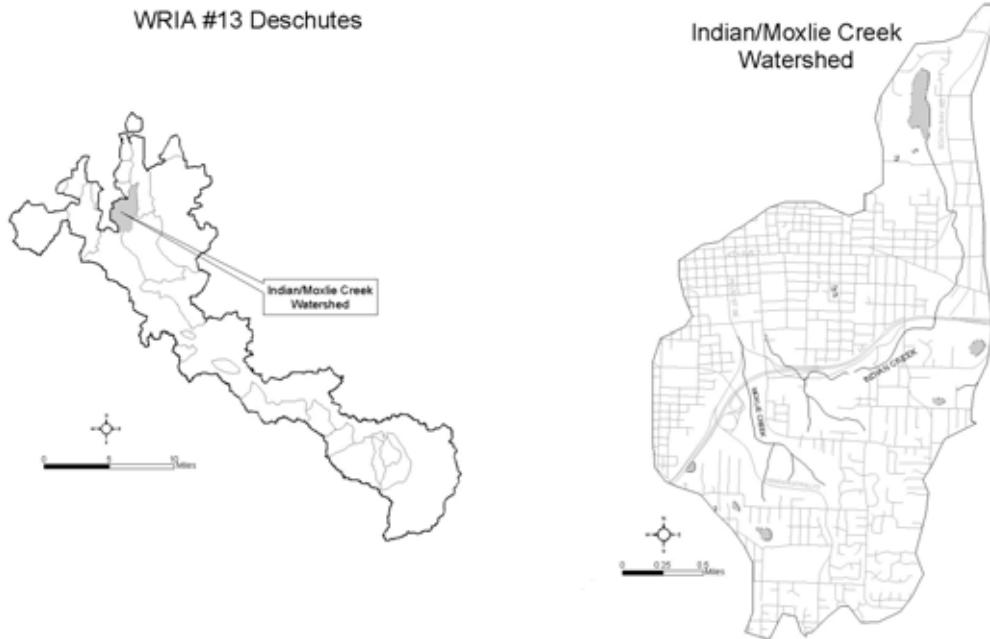 WRIA #13 Deschutes
Indian/Moxlie Creek
Watershed
0 5 10
Miles
Indian/Moxlie Creek
Watershed
INDIAN CREEK
MOXLIE CREEK
0 0.25 0.5
Miles